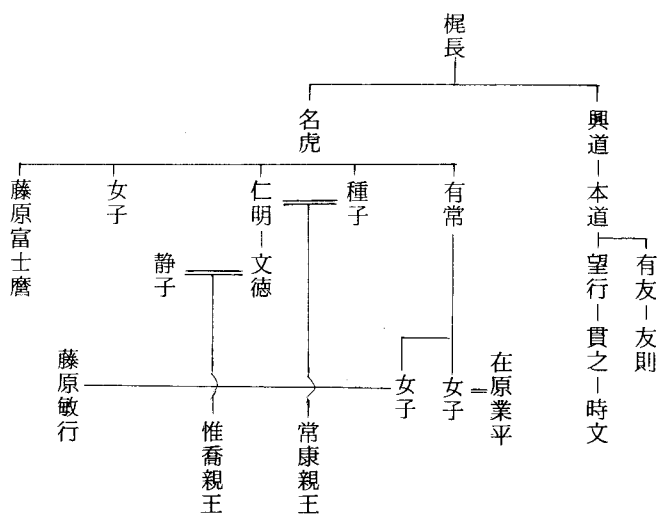 梶長
興道－本道
有友－友則
望行－貫之－時文
名虎
有常
女子
在原業平
女子
種子
常康親王
仁明－文徳
静子
惟喬親王
女子
藤原富士麿
藤原敏行